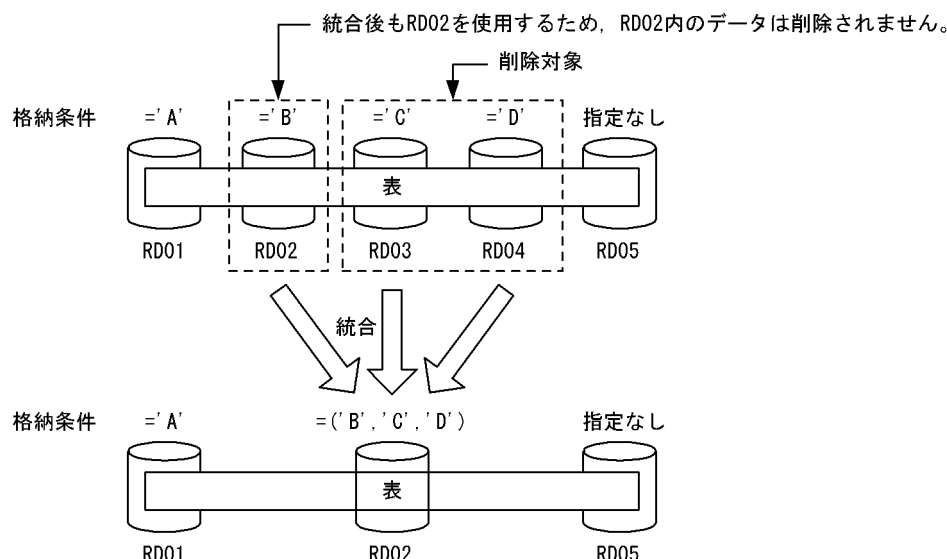 統合後もRD02を使用するため，RD02内のデータは削除されません。
削除対象
格納条件 ='A' ='B' ='C' ='D' 指定なし
表
RD01 RD02 RD03 RD04 RD05
統合
格納条件 ='A' =('B','C','D') 指定なし
表
RD01 RD02 RD05